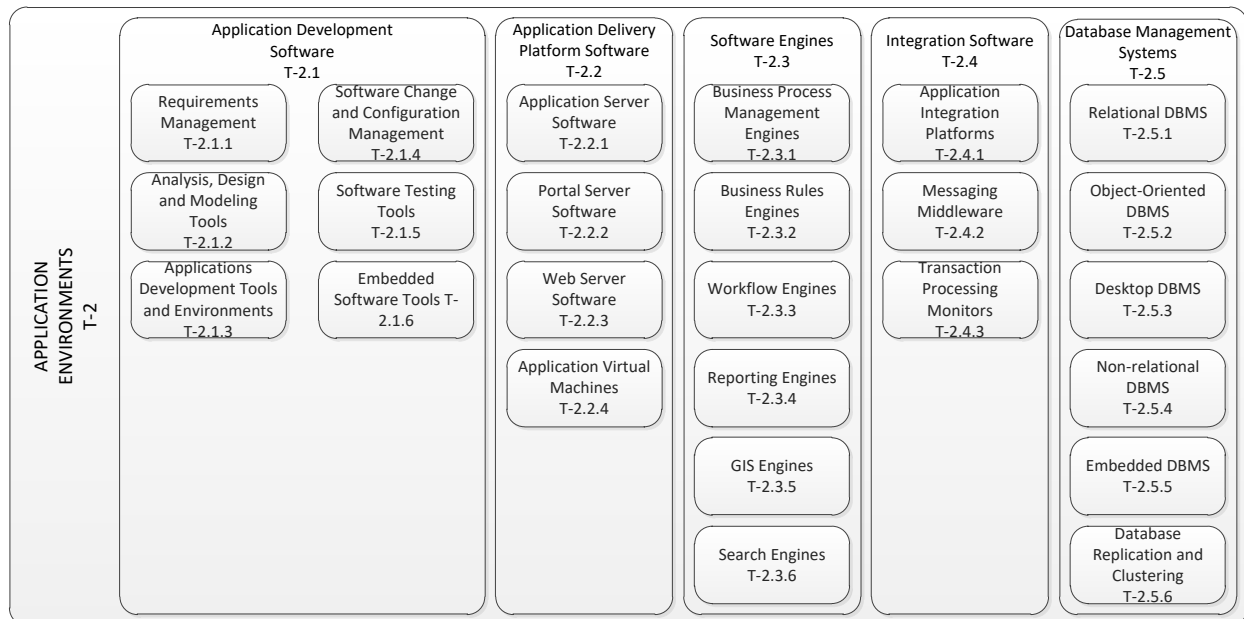 APPLICATION
ENVIRONMENTS
T-2
Application Development
Software
T-2.1
Requirements
Management
T-2.1.1
Analysis, Design
and Modeling
Tools
T-2.1.2
Applications
Development Tools
and Environments
T-2.1.3
Software Change
and Configuration
Management
T-2.1.4
Software Testing
Tools
T-2.1.5
Embedded
Software Tools T-
2.1.6
Application Delivery
Platform Software
T-2.2
Application Server
Software
T-2.2.1
Portal Server
Software
T-2.2.2
Web Server
Software
T-2.2.3
Application Virtual
Machines
T-2.2.4
Software Engines
T-2.3
Business Process
Management
Engines
T-2.3.1
Business Rules
Engines
T-2.3.2
Workflow Engines
T-2.3.3
Reporting Engines
T-2.3.4
GIS Engines
T-2.3.5
Search Engines
T-2.3.6
Integration Software
T-2.4
Application
Integration
Platforms
T-2.4.1
Messaging
Middleware
T-2.4.2
Transaction
Processing
Monitors
T-2.4.3
Database Management
Systems
T-2.5
Relational DBMS
T-2.5.1
Object-Oriented
DBMS
T-2.5.2
Desktop DBMS
T-2.5.3
Non-relational
DBMS
T-2.5.4
Embedded DBMS
T-2.5.5
Database
Replication and
Clustering
T-2.5.6